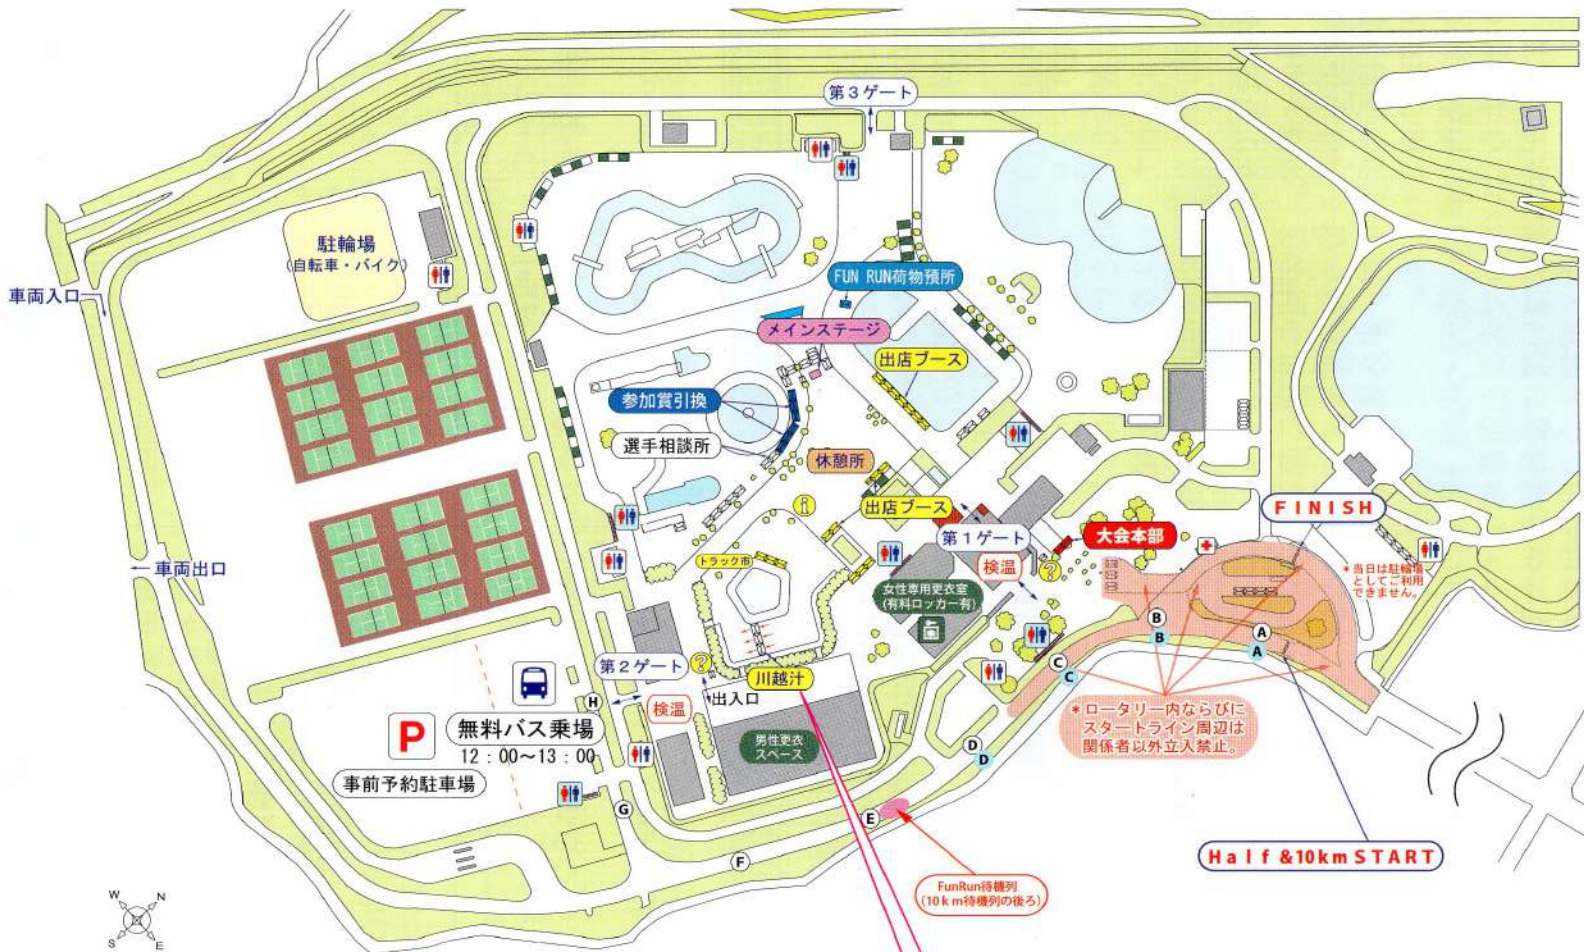 第3ゲート
駐輪場
(自転車・バイク)
車両入口
FUN RUN荷物預所
メインステージ
出店ブース
参加賞引換
選手相談所
休憩所
i
出店ブース
FINISH
第1ゲート
大会本部
検温
?
*当日は駐輪場
としてご利用
できません。
車両出口
トラック市
女性専用更衣室
(有料ロッカー有)
B
B
A
A
C
C
第2ゲート
?
川越汁
出入口
H
検温
P
無料バス乗場
12:00~13:00
事前予約駐車場
男性更衣
スペース
*ロータリー内ならびに
スタートライン周辺は
関係者以外立入禁止。
D
D
G
E
F
Half &10km START
FunRun待機列
(10km待機列の後ろ)
W
N
S
E